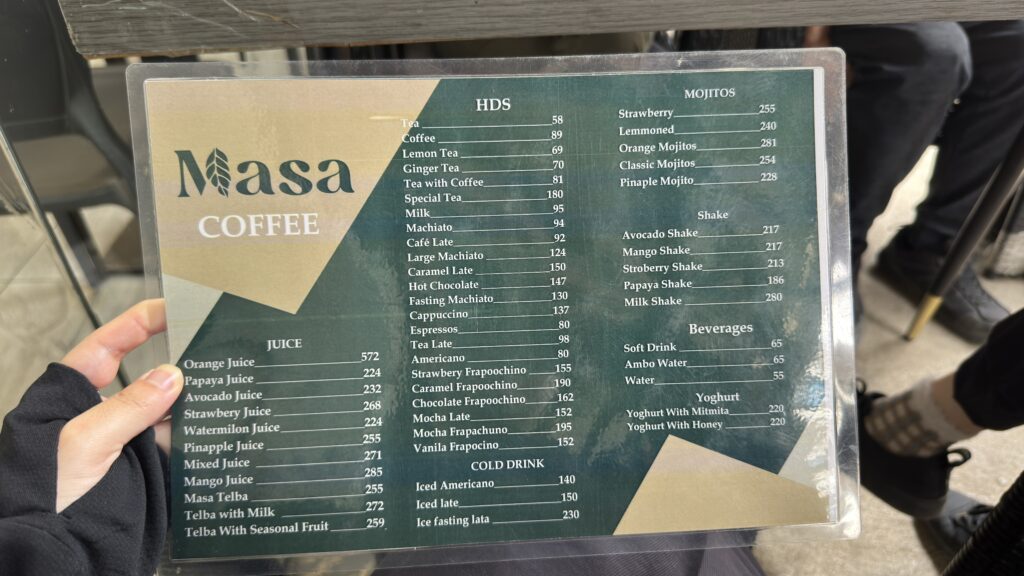 Masa
COFFEE
JUICE
Orange Juice 572
Papaya Juice 224
Avocado Juice 232
Strawbery Juice 268
Watermilon Juice 224
Pinapple Juice 255
Mixed Juice 271
Mango Juice 285
Masa Telba 255
Telba with Milk 272
Telba With Seasonal Fruit 259
HDS
Tea 58
Coffee 89
Lemon Tea 69
Ginger Tea 70
Tea with Coffee 81
Special Tea 180
Milk 95
Machiato 94
Café Late 92
Large Machiato 124
Caramel Late 150
Hot Chocolate 147
Fasting Machiato 130
Cappuccino 137
Espressos 80
Tea Late 98
Americano 80
Strawbery Frapoochino 155
Caramel Frapoochino 190
Chocolate Frapoochino 162
Mocha Late 152
Mocha Frapachuno 195
Vanila Frapocino 152
COLD DRINK
Iced Americano 140
Iced late 150
Ice fasting lata 230
MOJITOS
Strawberry 255
Lemmoned 240
Orange Mojitos 281
Classic Mojitos 254
Pinaple Mojito 228
Shake
Avocado Shake 217
Mango Shake 217
Stroberry Shake 213
Papaya Shake 186
Milk Shake 280
Beverages
Soft Drink 65
Ambo Water 65
Water 55
Yoghurt
Yoghurt With Mitmita 220
Yoghurt With Honey 220